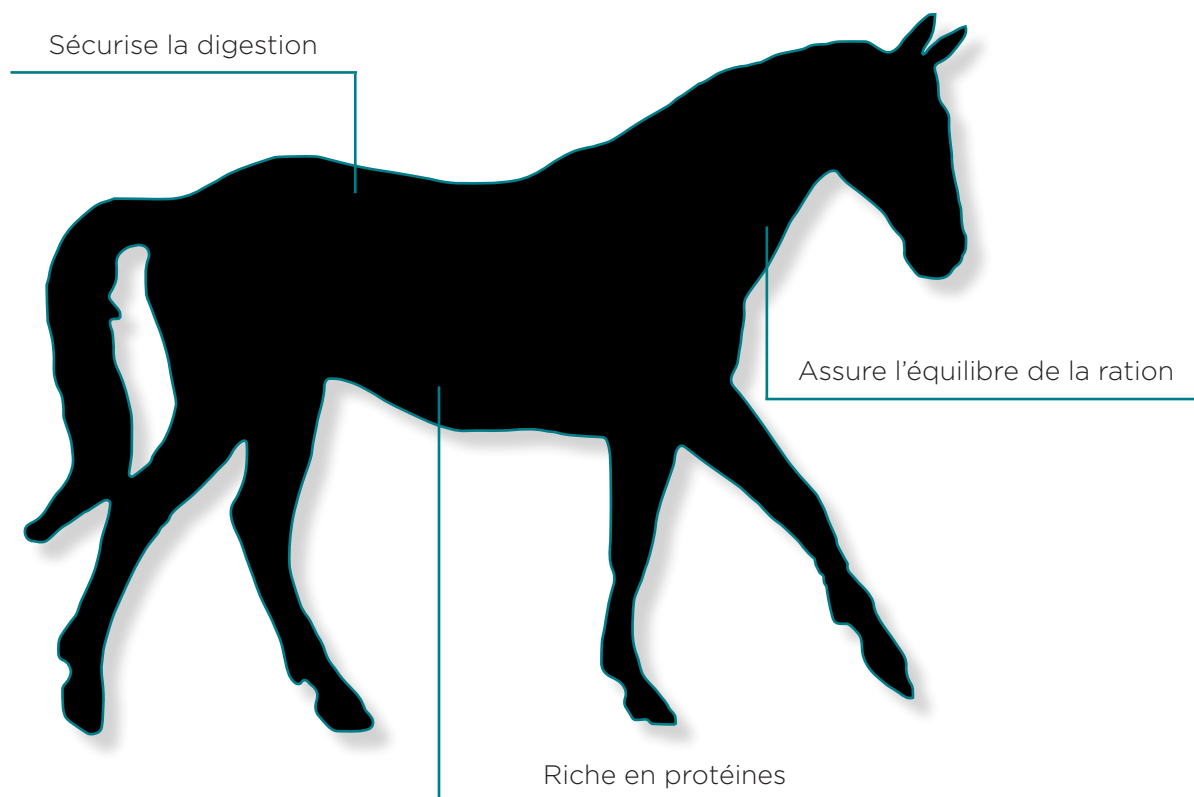 Sécurise la digestion
Assure l'équilibre de la ration
Riche en protéines